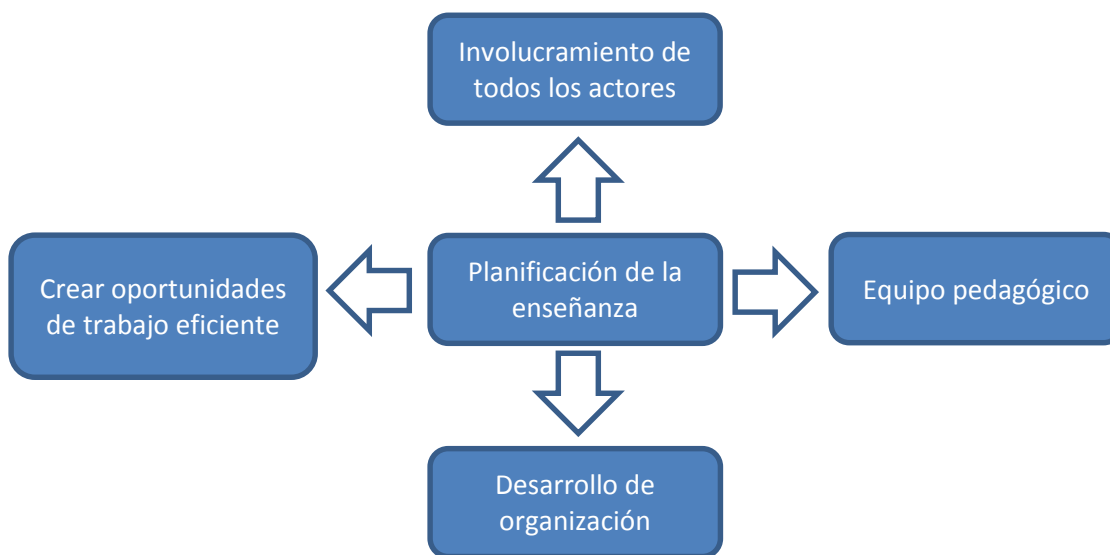 Involucramiento de
todos los actores
Crear oportunidades
de trabajo eficiente
Planificación de la
enseñanza
Equipo pedagógico
Desarrollo de
organización